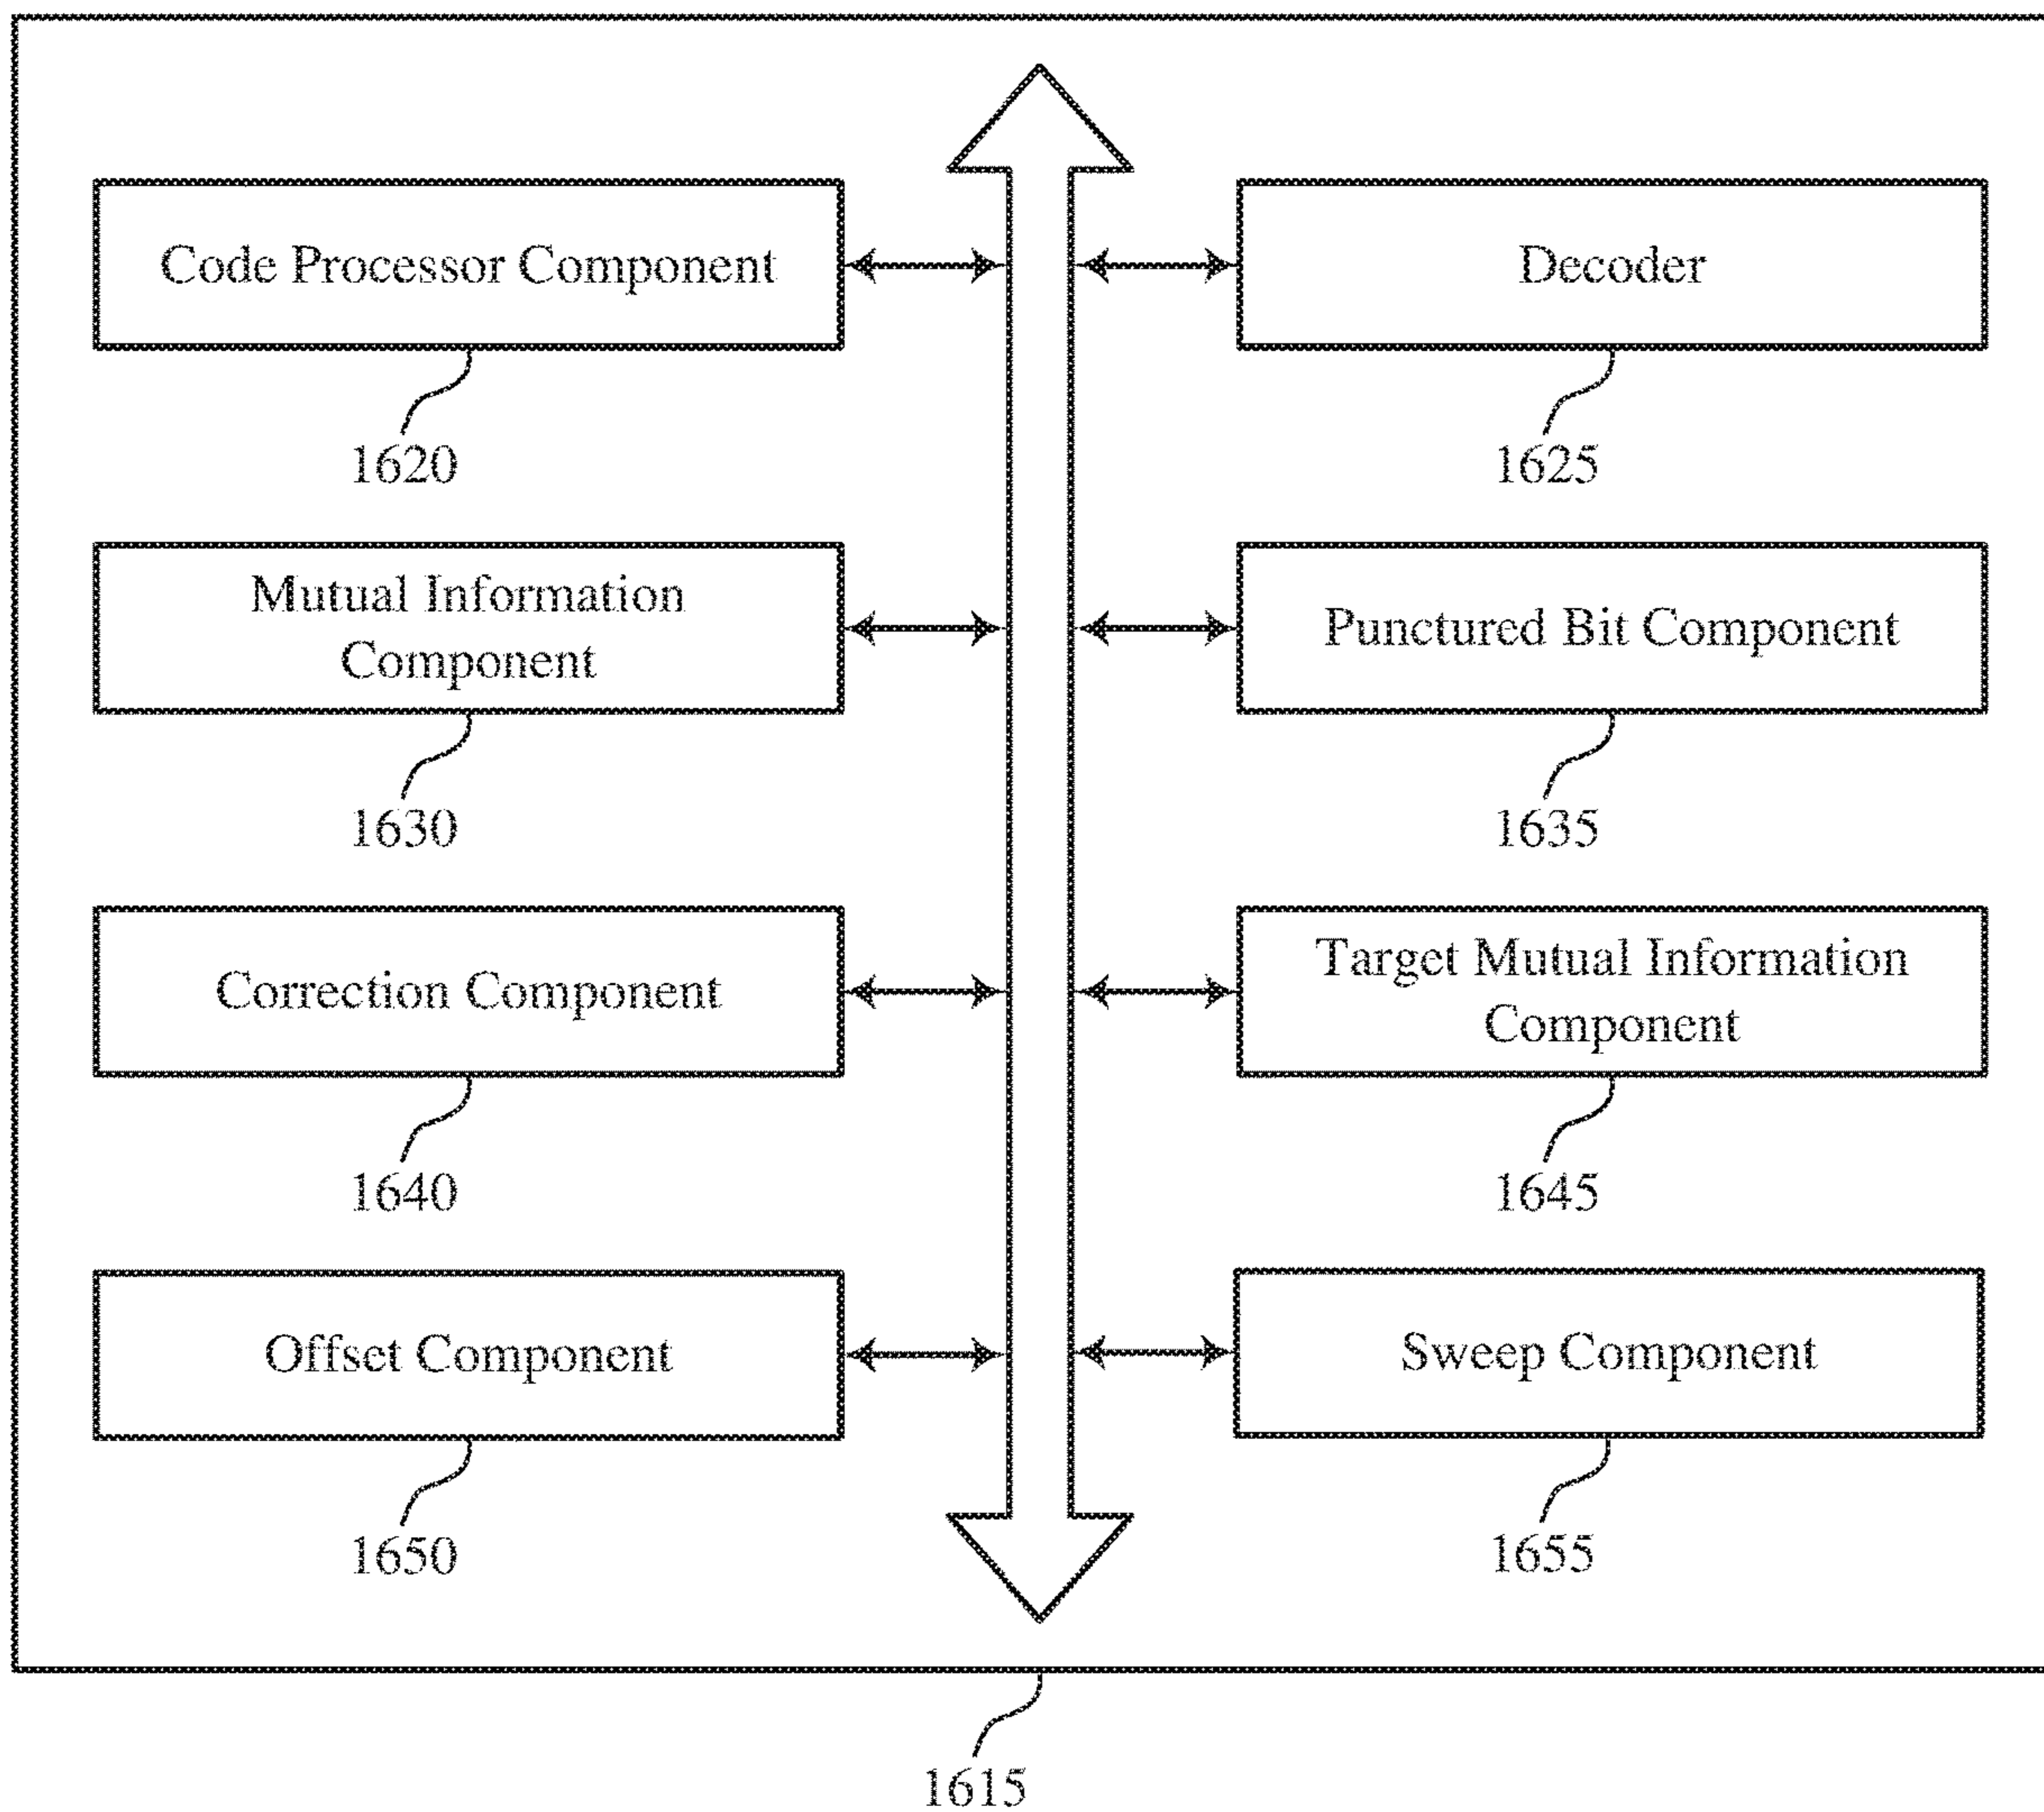 Code Processor Component
Decoder
1620
1625
Mutual Information
Component
Punctured Bit Component
1630
1635
Correction Component
Target Mutual Information
Component
1640
1645
Offset Component
Sweep Component
1650
1655
1615